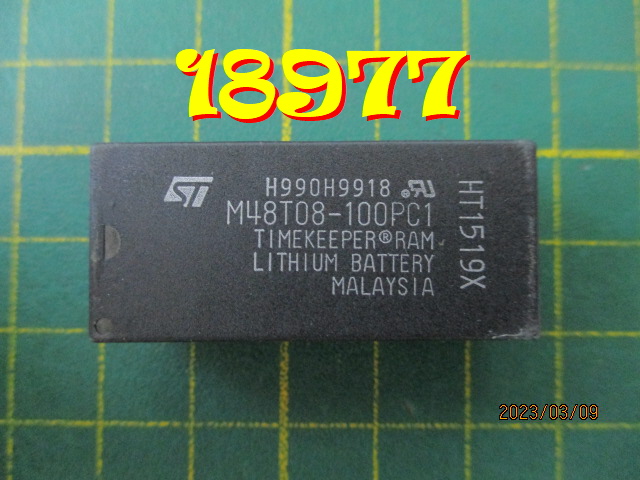 18977
ST
H990H9918
M48T08-100PC1
TIMEKEEPER®RAM
LITHIUM BATTERY
MALAYSIA
HT1519X
2023/03/09